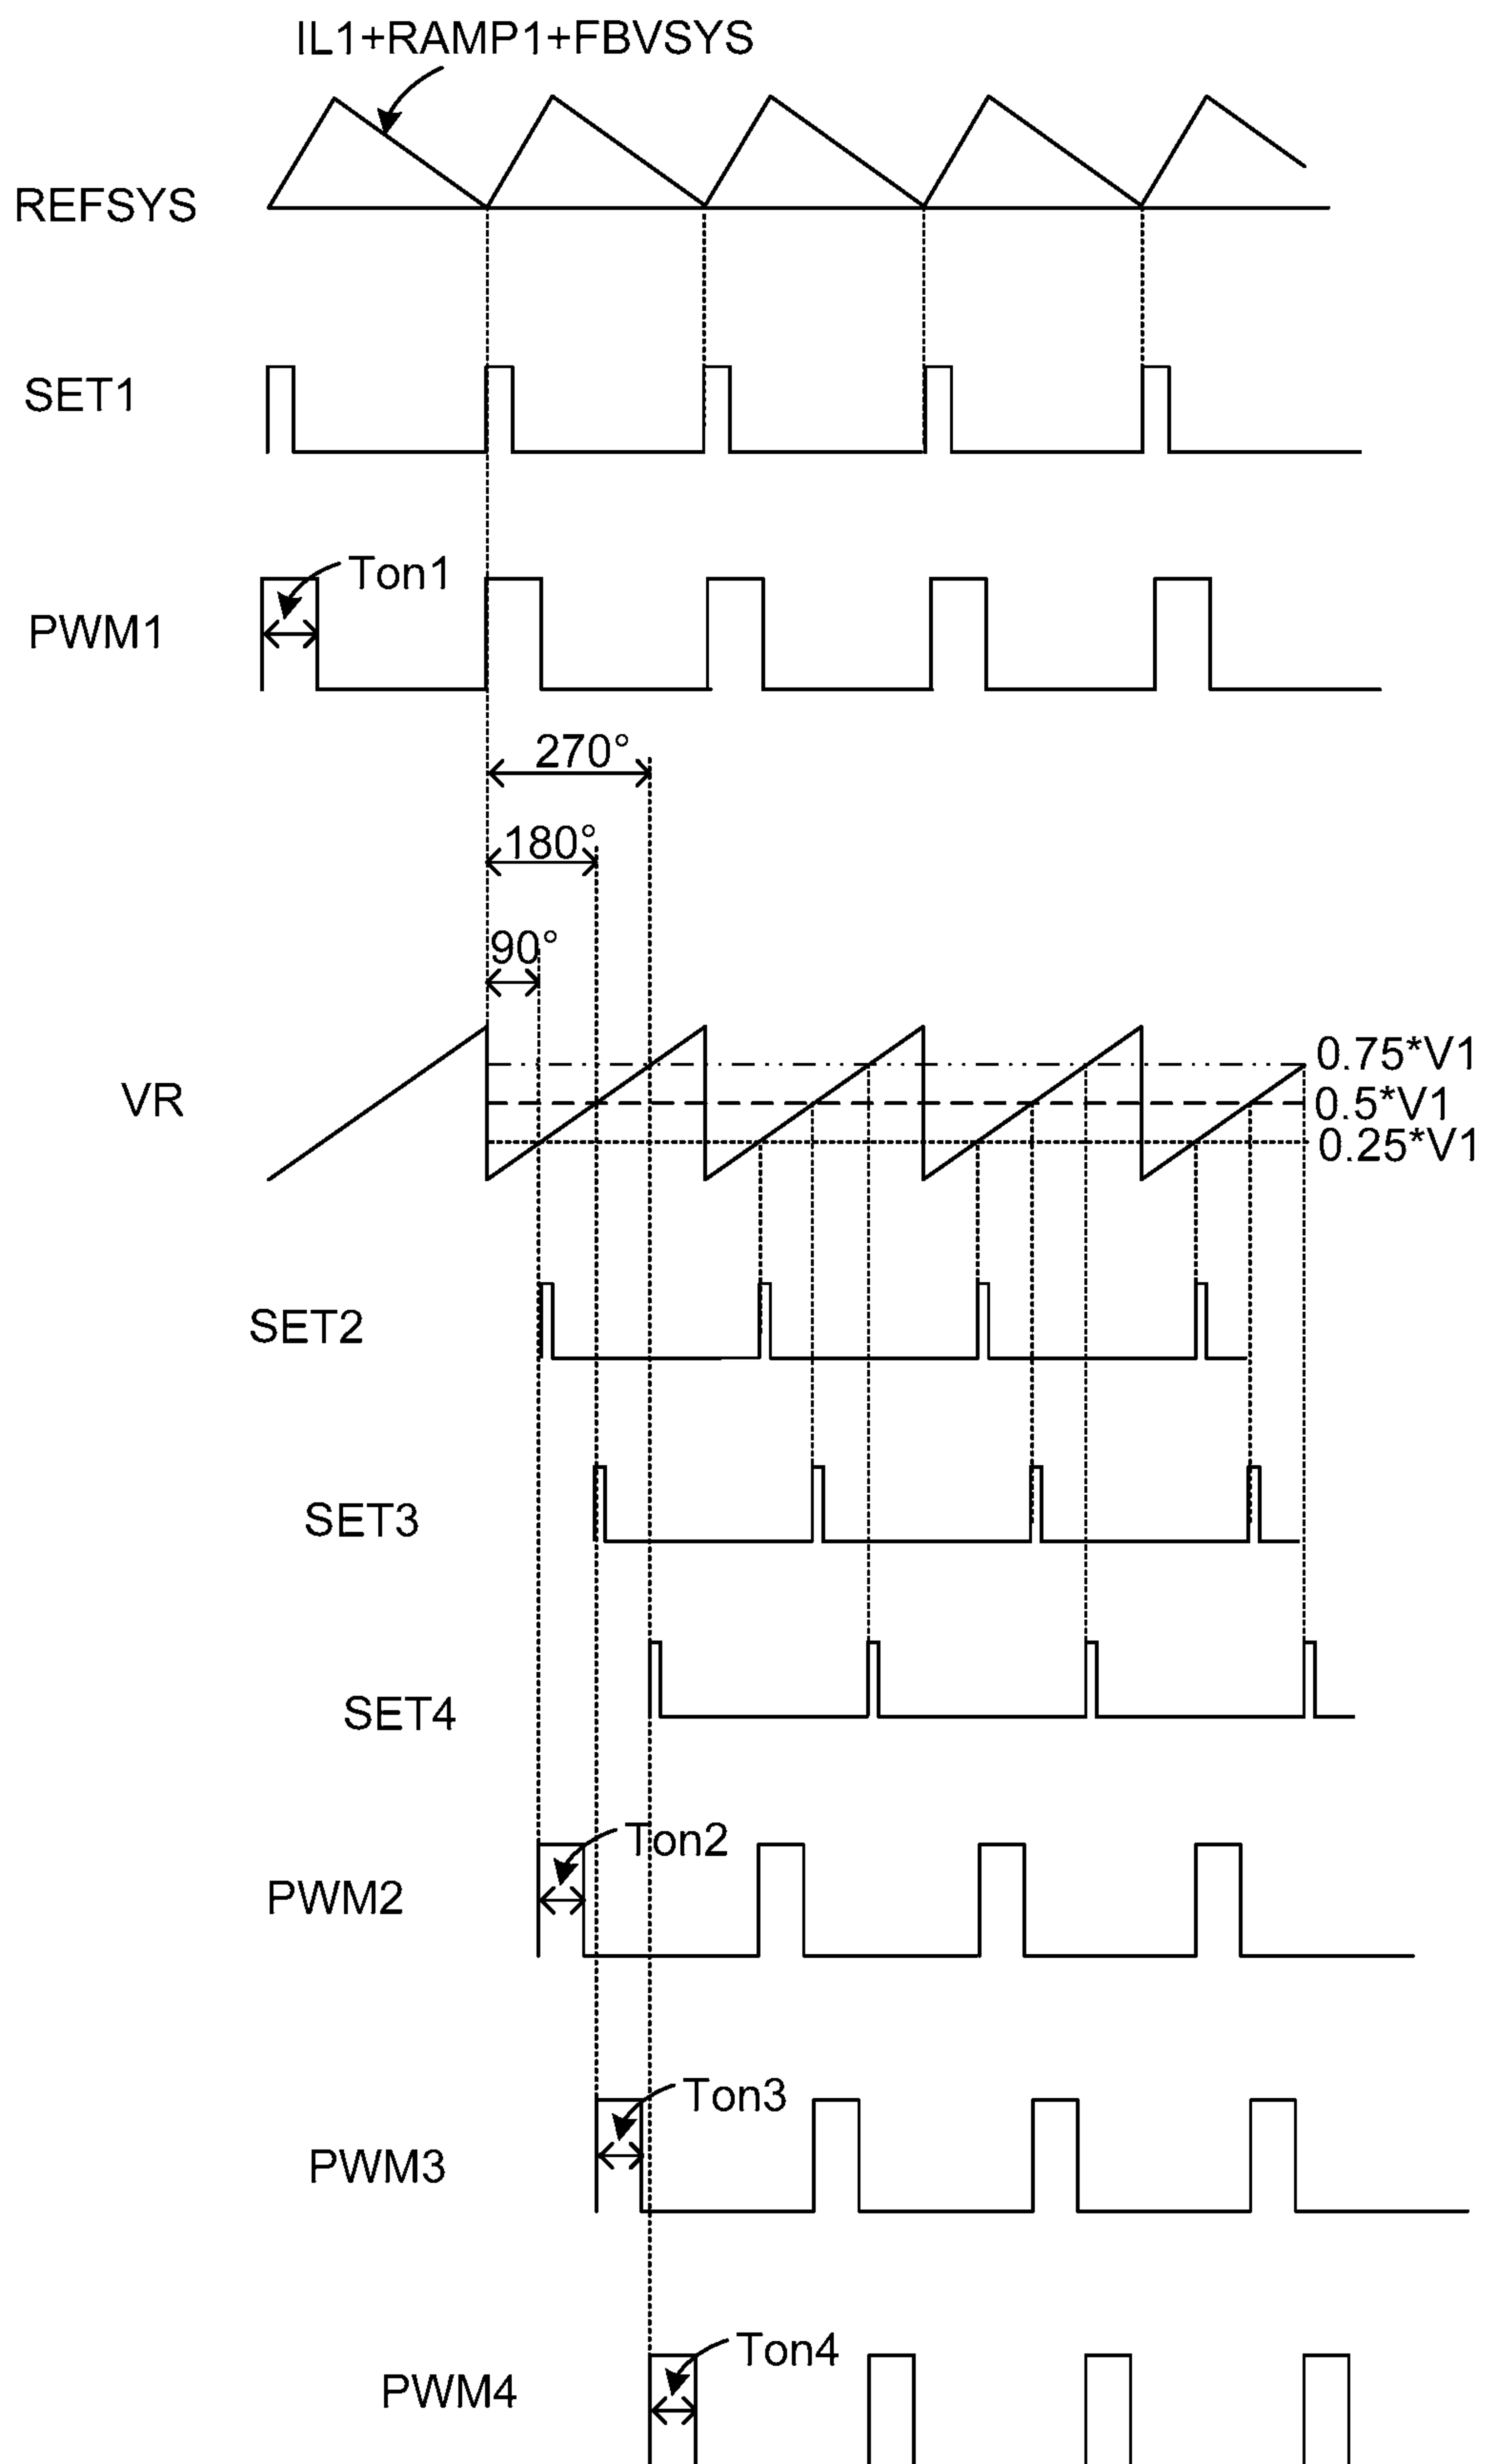 IL1+RAMP1+FBVSYS
REFSYS
SET1
Ton1
PWM1
270°
180°
90°
VR
0.75*V1
0.5*V1
0.25*V1
SET2
SET3
SET4
Ton2
PWM2
Ton3
PWM3
Ton4
PWM4